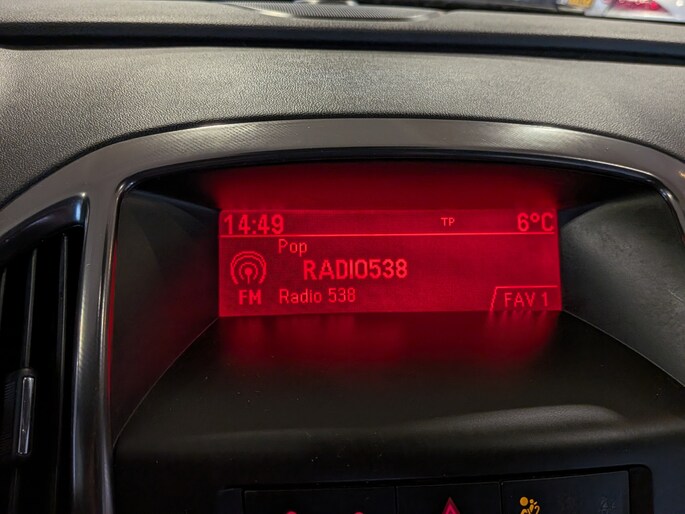 14:49 TP 6°C
Pop
RADIO538
FM Radio 538
FAV 1